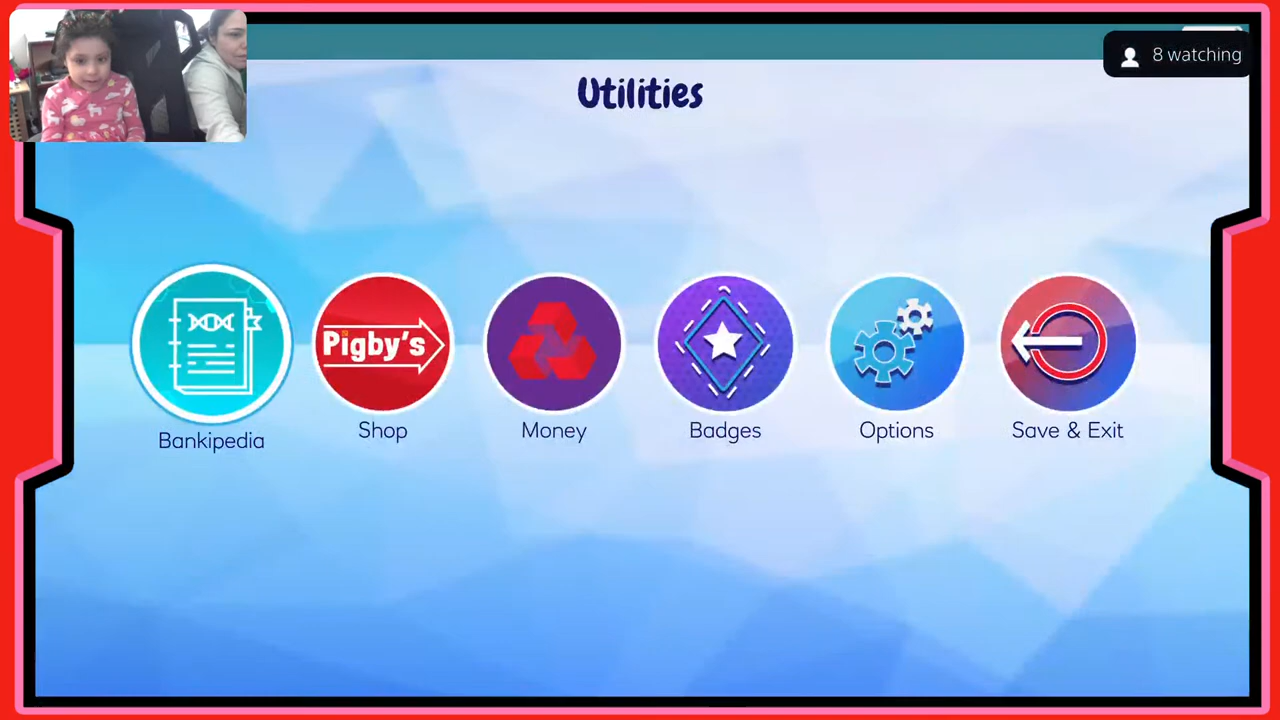 8 watching
Utilities
Pigby's
Bankipedia
Shop
Money
Badges
Options
Save & Exit